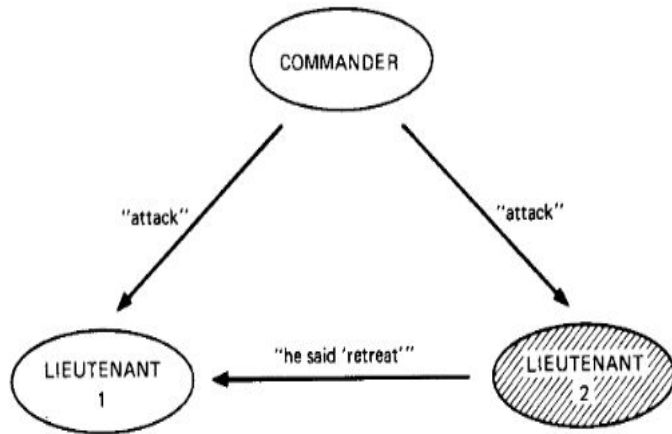 COMMANDER
"attack"
"attack"
"he said 'retreat'"
LIEUTENANT
1
LIEUTENANT
2